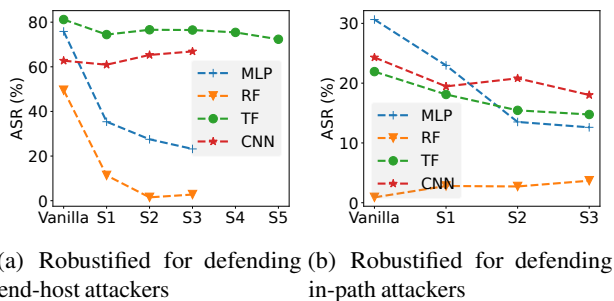 80
60
40
20
0
ASR (%)
MLP
RF
TF
CNN
Vanilla S1 S2 S3 S4 S5
30
20
10
0
ASR (%)
MLP
RF
TF
CNN
Vanilla S1 S2 S3
(a) Robustified for defending
end-host attackers
(b) Robustified for defending
in-path attackers